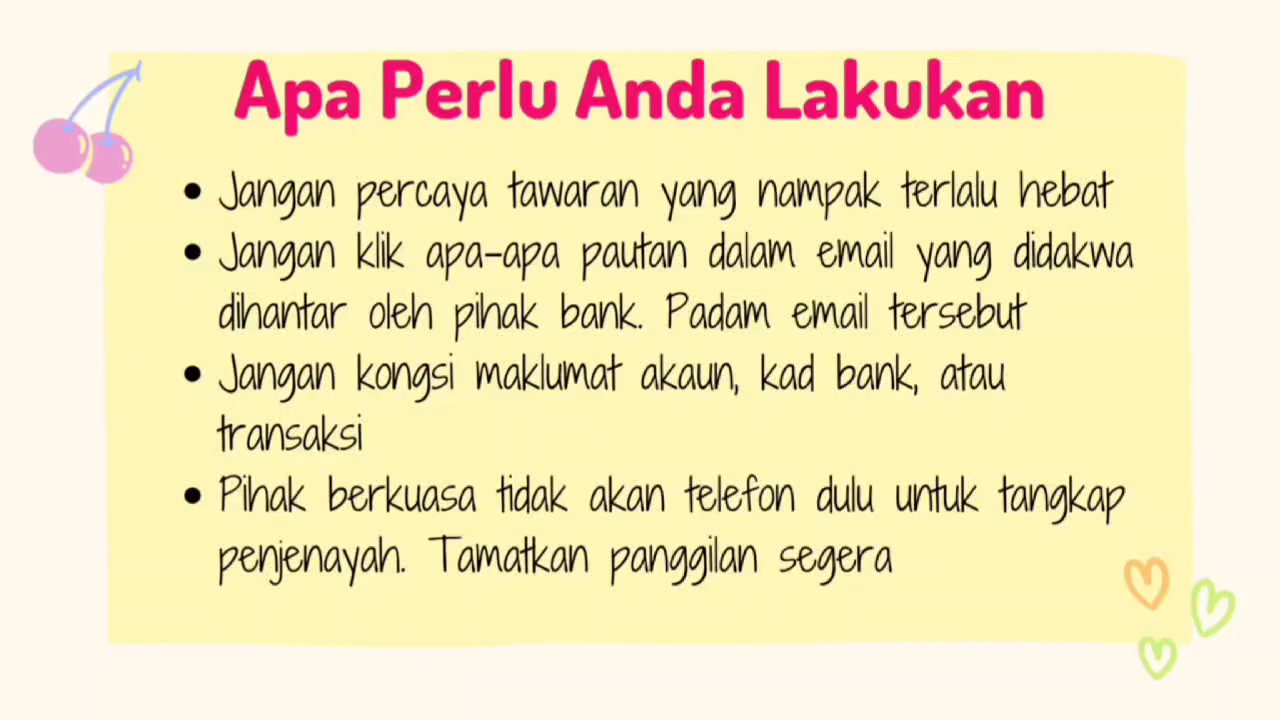 Apa Perlu Anda Lakukan
• Jangan percaya tawaran yang nampak terlalu hebat
• Jangan klik apa-apa pautan dalam email yang didakwa
dihantar oleh pihak bank. Padam email tersebut
• Jangan kongsi maklumat akaun, kad bank, atau
transaksi
• Pihak berkuasa tidak akan telefon dulu untuk tangkap
penjenayah. Tamatkan panggilan segera